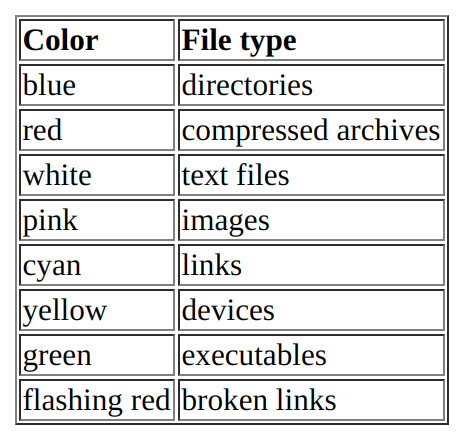 Color File type
blue directories
red compressed archives
white text files
pink images
cyan links
yellow devices
green executables
flashing red broken links